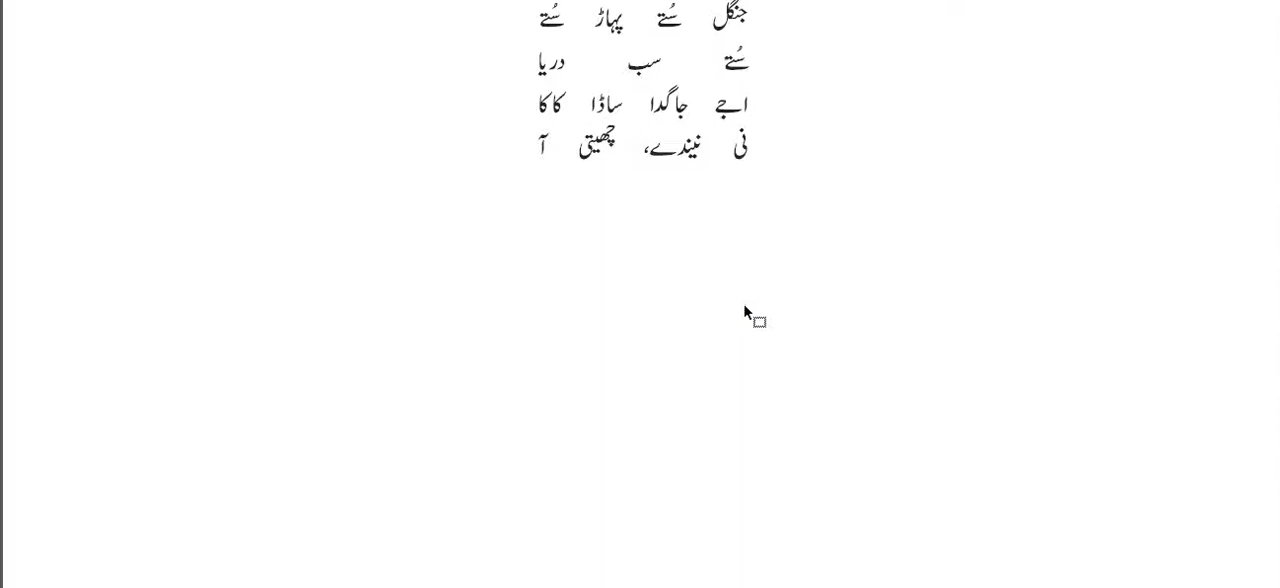 جنگل سُتے پہاڑ سُتے
سُتے سب دریا
اجے جاگدا ساڈا کاکا
نی نیندے، چھیتی آ